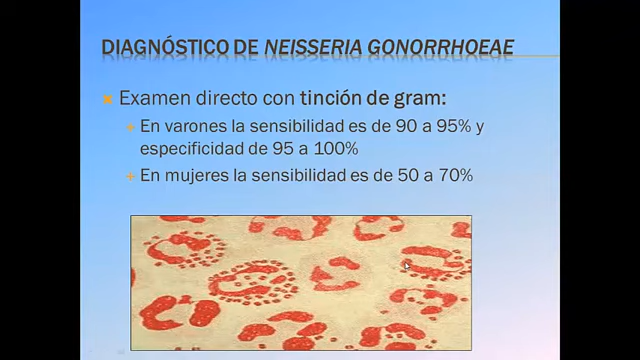 DIAGNÓSTICO DE NEISSERIA GONORRHOEAE
Examen directo con tinción de gram:
En varones la sensibilidad es de 90 a 95% y
especificidad de 95 a 100%
En mujeres la sensibilidad es de 50 a 70%